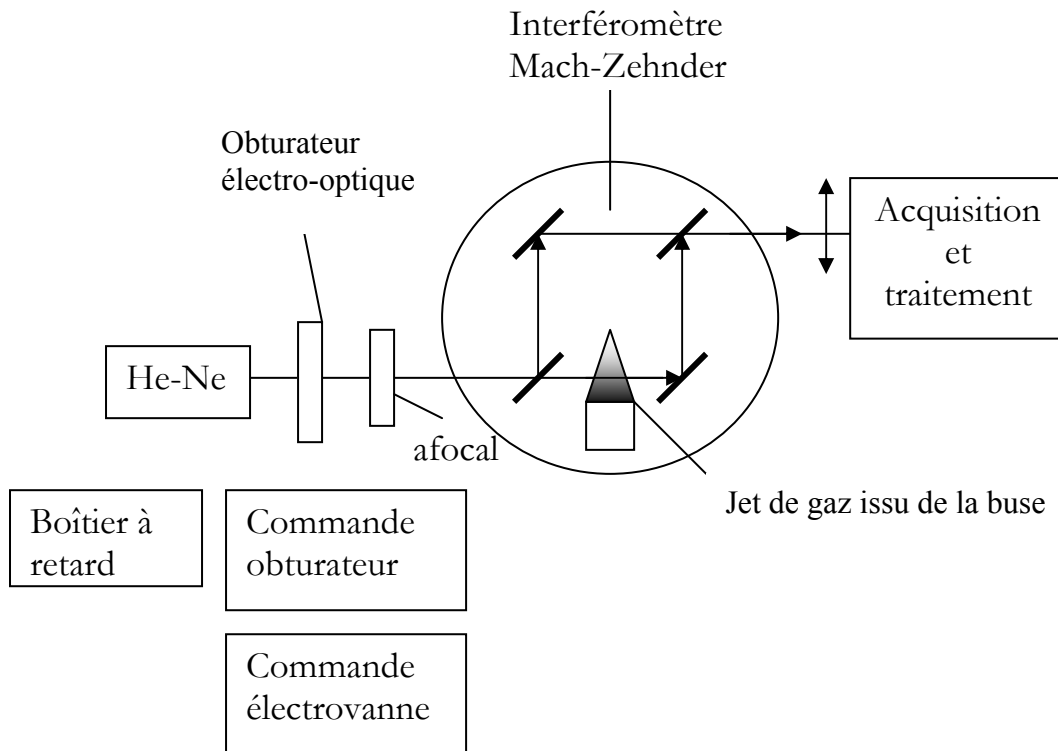 Interféromètre
Mach-Zehnder
Obturateur
électro-optique
Acquisition
et
traitement
He-Ne
afocal
Jet de gaz issu de la buse
Boîtier à
retard
Commande
obturateur
Commande
électrovanne